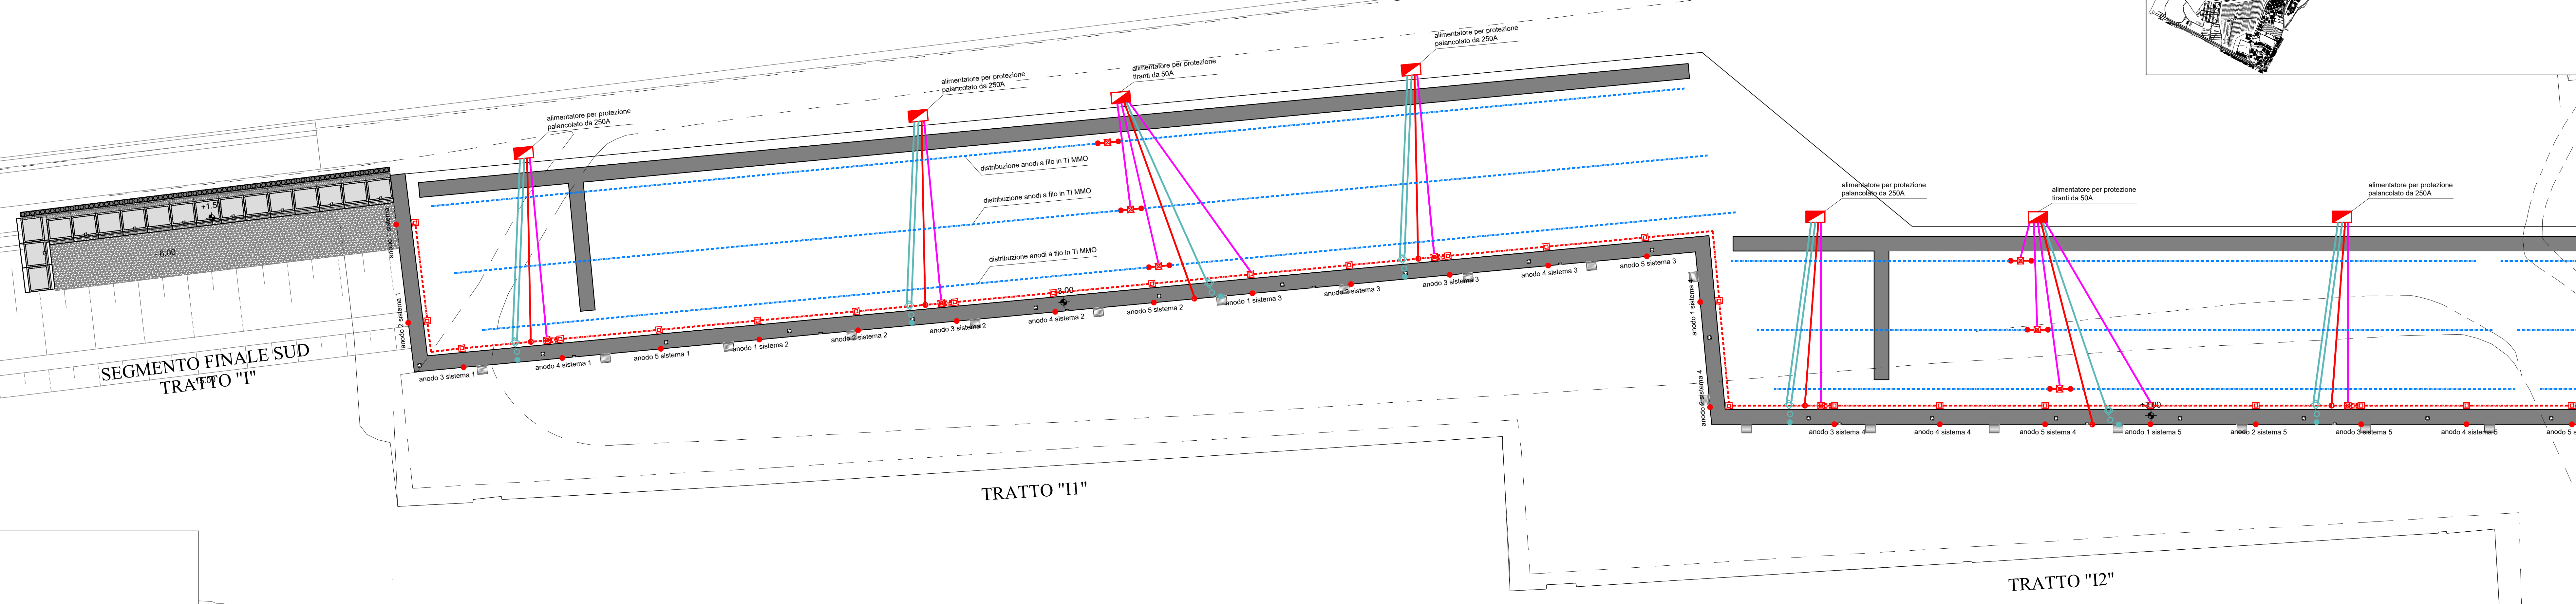 alimentatore per protezione
palancolato da 250A
alimentatore per protezione
palancolato da 250A
alimentatore per protezione
tiranti da 50A
alimentatore per protezione
palancolato da 250A
alimentatore per protezione
palancolato da 250A
alimentatore per protezione
tiranti da 50A
alimentatore per protezione
palancolato da 250A
distribuzione anodi a filo in Ti MMO
distribuzione anodi a filo in Ti MMO
distribuzione anodi a filo in Ti MMO
- 6.00
anodo 1 sistema 1
anodo 2 sistema 1
anodo 3 sistema 1
anodo 4 sistema 1
anodo 5 sistema 1
anodo 1 sistema 2
anodo 2 sistema 2
anodo 3 sistema 2
anodo 4 sistema 2
anodo 5 sistema 2
anodo 1 sistema 3
anodo 2 sistema 3
anodo 3 sistema 3
anodo 4 sistema 3
anodo 5 sistema 3
anodo 1 sistema 4
anodo 2 sistema 4
anodo 3 sistema 4
anodo 4 sistema 4
anodo 5 sistema 4
anodo 1 sistema 5
anodo 2 sistema 5
anodo 3 sistema 5
anodo 4 sistema 5
anodo 5 s
SEGMENTO FINALE SUD
TRATTO "I"
TRATTO "I1"
TRATTO "I2"